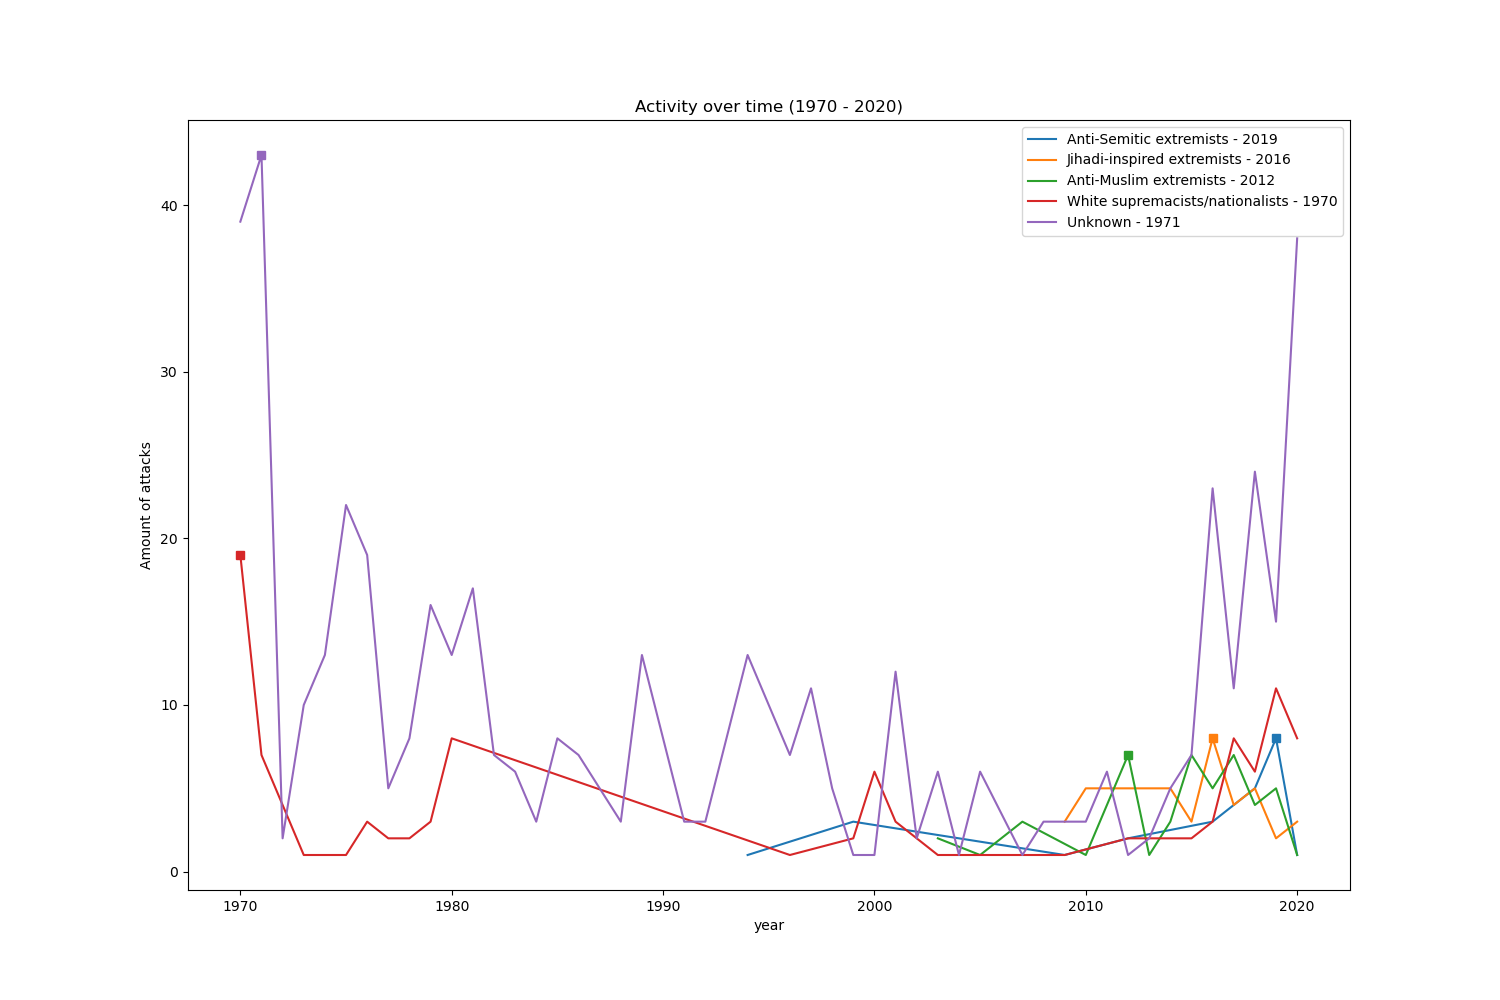 Activity over time (1970 - 2020)
Anti-Semitic extremists - 2019
Jihadi-inspired extremists - 2016
Anti-Muslim extremists - 2012
White supremacists/nationalists - 1970
Unknown - 1971
Amount of attacks
40
30
20
10
0
1970 1980 1990 2000 2010 2020
year